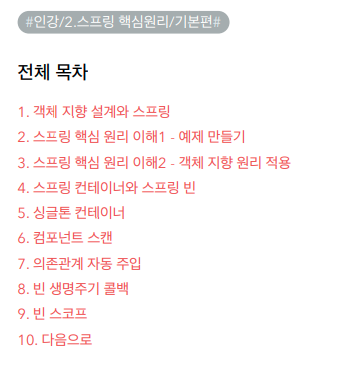 #인강/2.스프링 핵심원리/기본편#
전체 목차
1. 객체 지향 설계와 스프링
2. 스프링 핵심 원리 이해1 - 예제 만들기
3. 스프링 핵심 원리 이해2 - 객체 지향 원리 적용
4. 스프링 컨테이너와 스프링 빈
5. 싱글톤 컨테이너
6. 컴포넌트 스캔
7. 의존관계 자동 주입
8. 빈 생명주기 콜백
9. 빈 스코프
10. 다음으로